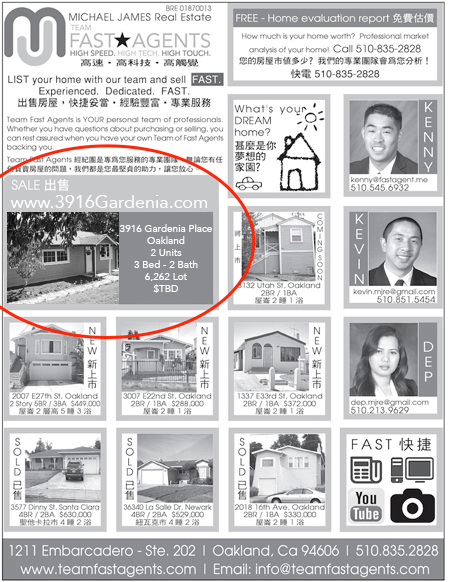 BRE 01870013
MICHAEL JAMES Real Estate
TEAM
FAST★AGENTS
HIGH SPEED. HIGH TECH. HIGH TOUCH.
高速・高科技・高觸覺
LIST your home with our team and sell FAST.
Experienced. Dedicated. FAST.
出售房屋，快捷妥當・經驗豐富・專業服務
Team Fast Agents is YOUR personal team of professionals.
Whether you have questions about purchasing or selling, you
can rest assured when you have your own Team of Fast Agents
backing you.
Team Fast Agents 經紀團是專爲您服務的專業團隊
買賣房屋的問題，我們都是您最堅貞的助力，讓您放心
FREE - Home evaluation report 免費估價
How much is your home worth? Professional market
analysis of your home! Call 510-835-2828
您的房屋市値多少？我們的專業團隊會爲您分析！
快電 510-835-2828
What's your
DREAM
home?
甚麼是你
夢想的
家園?
KENNY
kenny@fastagent.me
510.545.6932
SALE 出售
www.3916Gardenia.com
3916 Gardenia Place
Oakland
2 Units
3 Bed - 2 Bath
6,262 Lot
$TBD
COMING SOON
上市
3132 Utah St, Oakland
2BR / 1BA
屋崙 2 睡 1 浴
KEVIN
kevin.mjre@gmail.com
510.851.5454
NEW 新上市
2007 E27th St, Oakland
2 Story 5BR / 3BA $449,000
屋崙 2 層高 5 睡 3 浴
NEW 新上市
3007 E22nd St, Oakland
2BR / 1BA $288,000
屋崙 2 睡 1 浴
NEW 新上市
1337 E33rd St, Oakland
2BR / 1BA $372,000
屋崙 2 睡 1 浴
DEP
dep.mjre@gmail.com
510.213.9629
SOLD 已售
3577 Dinny St, Santa Clara
4BR / 2BA $630,000
聖他卡拉市 4 睡 2 浴
SOLD 已售
36340 La Salle Dr, Newark
4BR / 2BA $529,000
紐瓦克市 4 睡 2 浴
SOLD 已售
2018 16th Ave, Oakland
2BR / 1BA $330,000
屋崙 2 睡 1 浴
FAST 快捷
You
Tube
1211 Embarcadero - Ste. 202 | Oakland, Ca 94606 | 510.835.2828
www.teamfastagents.com | Email: info@teamfastagents.com